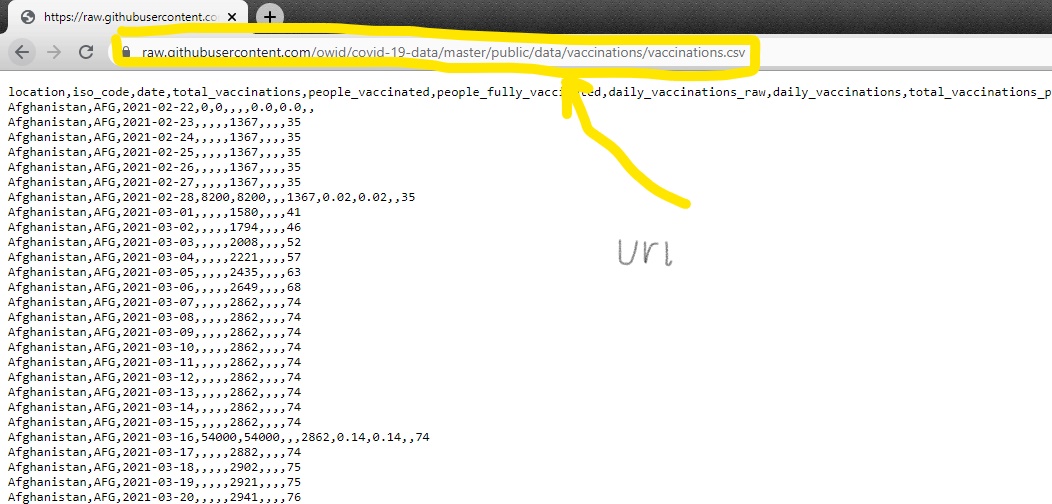 https://raw.githubusercontent.co
raw.githubusercontent.com/owid/covid-19-data/master/public/data/vaccinations/vaccinations.csv
location,iso_code,date,total_vaccinations,people_vaccinated,people_fully_vaccinated,daily_vaccinations_raw,daily_vaccinations,total_vaccinations_p
Afghanistan,AFG,2021-02-22,0,0,,,,0.0,0.0,,
Afghanistan,AFG,2021-02-23,,,,,1367,,,,35
Afghanistan,AFG,2021-02-24,,,,,1367,,,,35
Afghanistan,AFG,2021-02-25,,,,,1367,,,,35
Afghanistan,AFG,2021-02-26,,,,,1367,,,,35
Afghanistan,AFG,2021-02-27,,,,,1367,,,,35
Afghanistan,AFG,2021-02-28,8200,8200,,,1367,0.02,0.02,,35
Afghanistan,AFG,2021-03-01,,,,,1580,,,,41
Afghanistan,AFG,2021-03-02,,,,,1794,,,,46
Afghanistan,AFG,2021-03-03,,,,,2008,,,,52
Afghanistan,AFG,2021-03-04,,,,,2221,,,,57
Afghanistan,AFG,2021-03-05,,,,,2435,,,,63
Afghanistan,AFG,2021-03-06,,,,,2649,,,,68
Afghanistan,AFG,2021-03-07,,,,,2862,,,,74
Afghanistan,AFG,2021-03-08,,,,,2862,,,,74
Afghanistan,AFG,2021-03-09,,,,,2862,,,,74
Afghanistan,AFG,2021-03-10,,,,,2862,,,,74
Afghanistan,AFG,2021-03-11,,,,,2862,,,,74
Afghanistan,AFG,2021-03-12,,,,,2862,,,,74
Afghanistan,AFG,2021-03-13,,,,,2862,,,,74
Afghanistan,AFG,2021-03-14,,,,,2862,,,,74
Afghanistan,AFG,2021-03-15,,,,,2862,,,,74
Afghanistan,AFG,2021-03-16,54000,54000,,,2862,0.14,0.14,,74
Afghanistan,AFG,2021-03-17,,,,,2882,,,,74
Afghanistan,AFG,2021-03-18,,,,,2902,,,,75
Afghanistan,AFG,2021-03-19,,,,,2921,,,,75
Afghanistan,AFG,2021-03-20,,,,,2941,,,,76
url